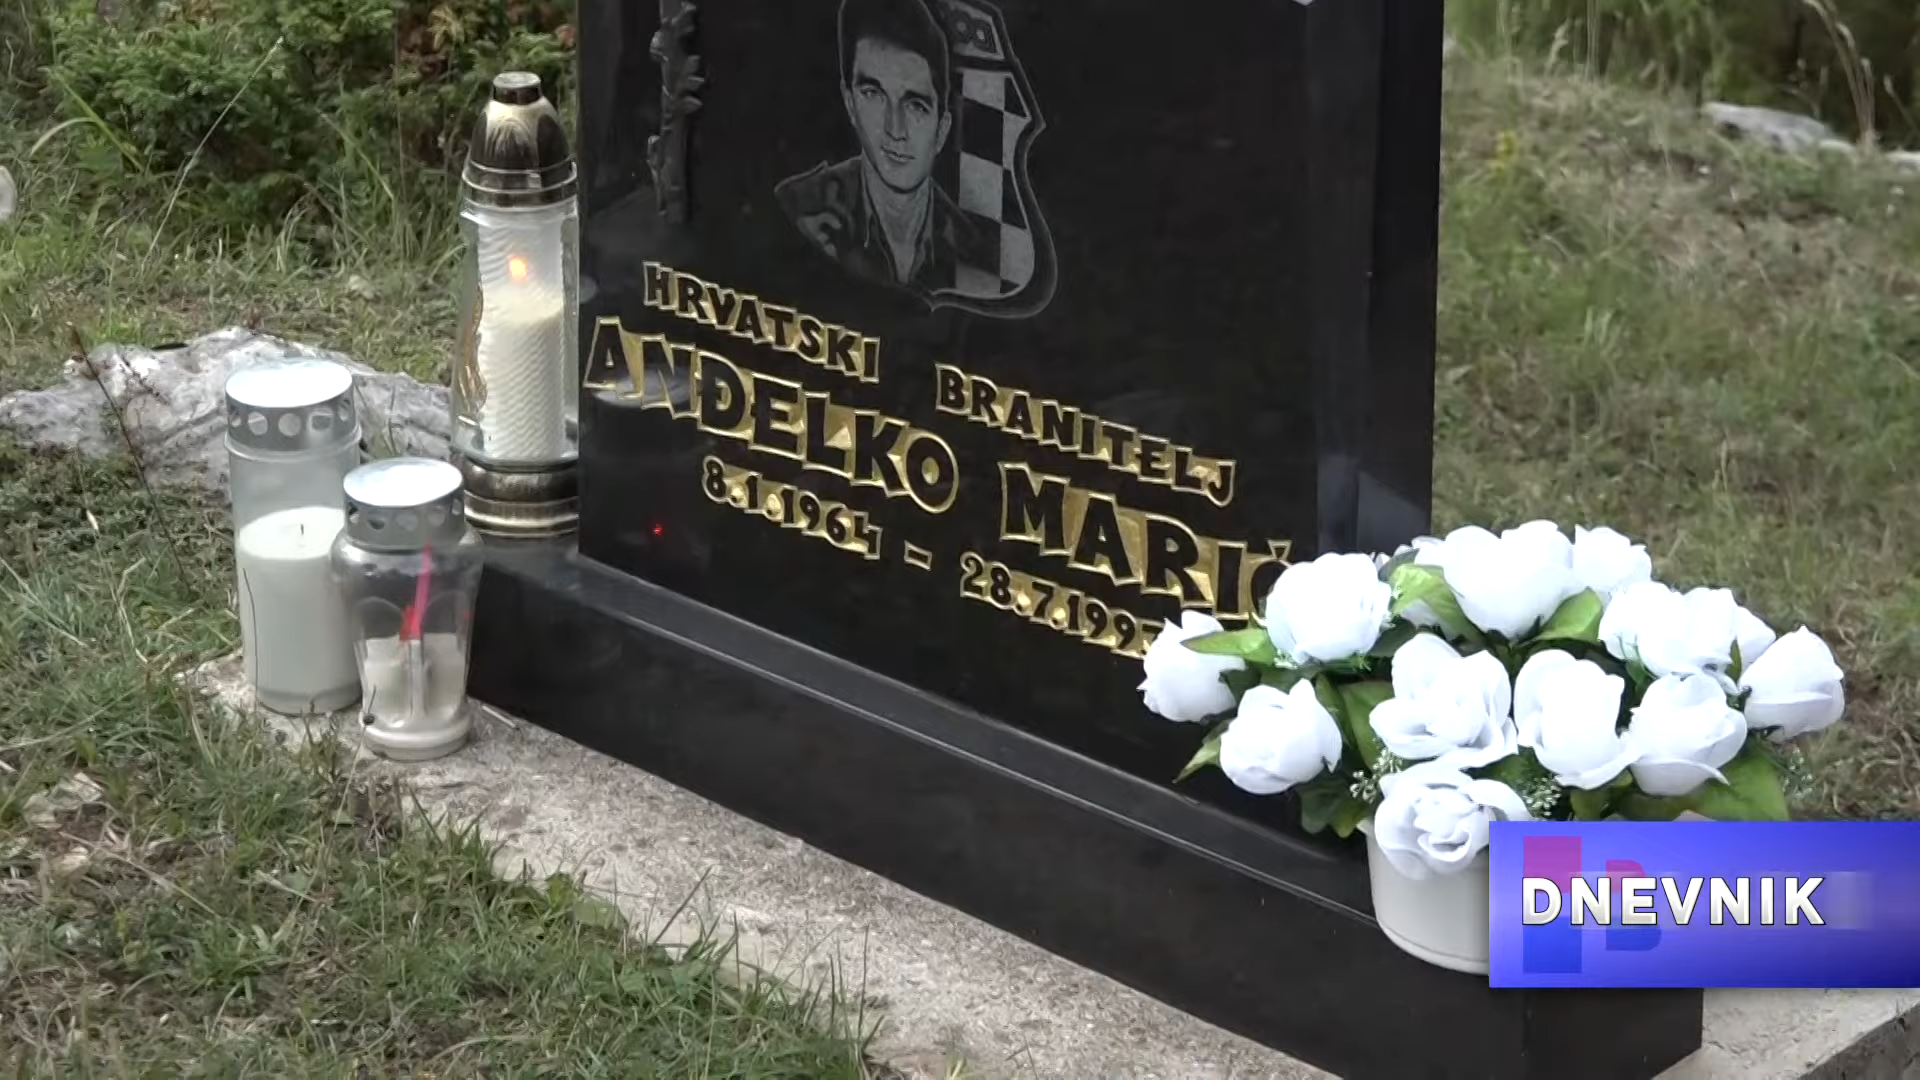 HRVATSKI BRANITELJ
ANĐELKO MARIĆ
8.1.1964 - 28.7.199
DNEVNIK